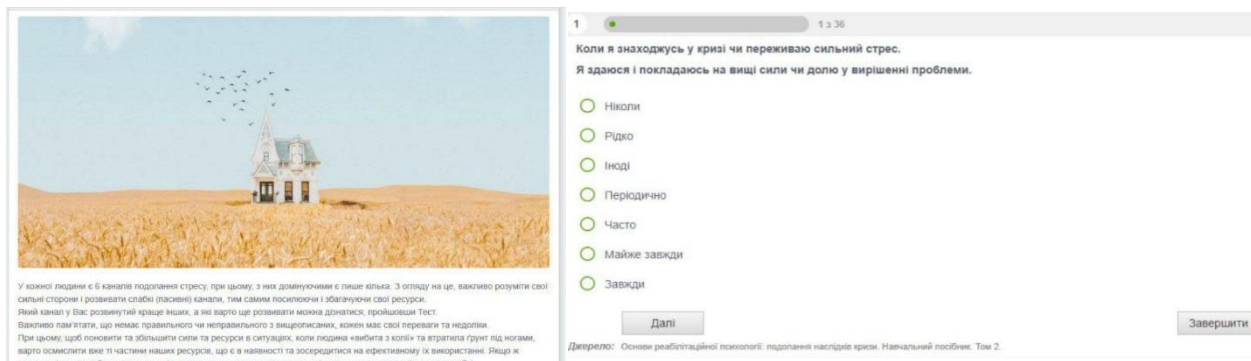 У кожної людини є 6 каналів подолання стресу, при цьому, з них домінуючими є лише кілька. З огляду на це, важливо розуміти свої
сильні сторони і розвивати слабкі (пасивні) канали, тим самим посилюючи і збагачуючи свої ресурси.
Який канал у Вас розвинутий краще інших, а які варто ще розвивати можна дізнатися, пройшовши Тест.
Важливо пам'ятати, що немає правильного чи неправильного з вищеописаних, кожен має свої переваги та недоліки.
При цьому, щоб поновити та збільшити сили та ресурси в ситуаціях, коли людина «вибита з колії» та втратила ґрунт під ногами,
варто осмислити вже ті частини наших ресурсів, що є в наявності та зосередитися на ефективному їх використанні. Якщо ж
1
1 з 36
Коли я знаходжусь у кризі чи переживаю сильний стрес.
Я здаюся і покладаюсь на вищі сили чи долю у вирішенні проблеми.
Ніколи
Рідко
Іноді
Періодично
Часто
Майже завжди
Завжди
Далі
Завершити
Джерело: Основи реабілітаційної психології: подолання наслідків кризи. Навчальний посібник. Том 2.